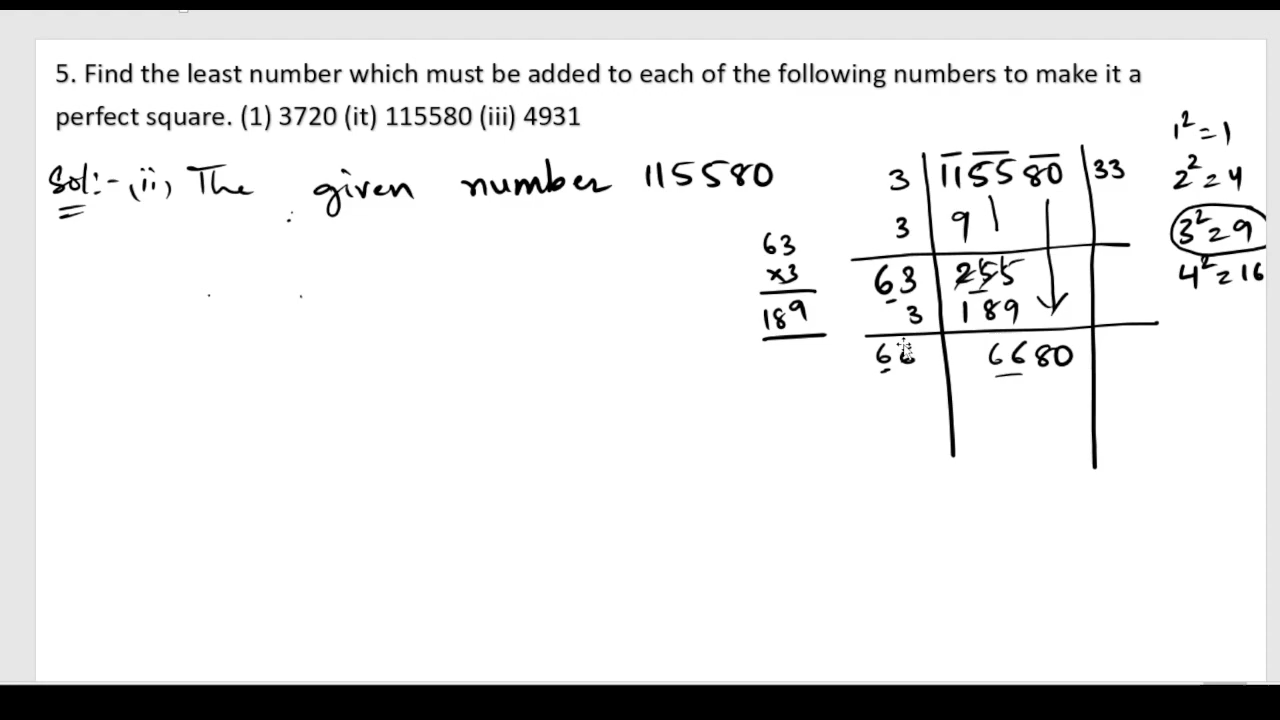 5. Find the least number which must be added to each of the following numbers to make it a
perfect square. (1) 3720 (it) 115580 (iii) 4931
Sol:- (ii) The given number 115580
3 | 11 55 80 | 33
3 | 9
63 | 255
3 | 189
66 | 6680
63
×3
189
1² = 1
2² = 4
3² = 9
4² = 16